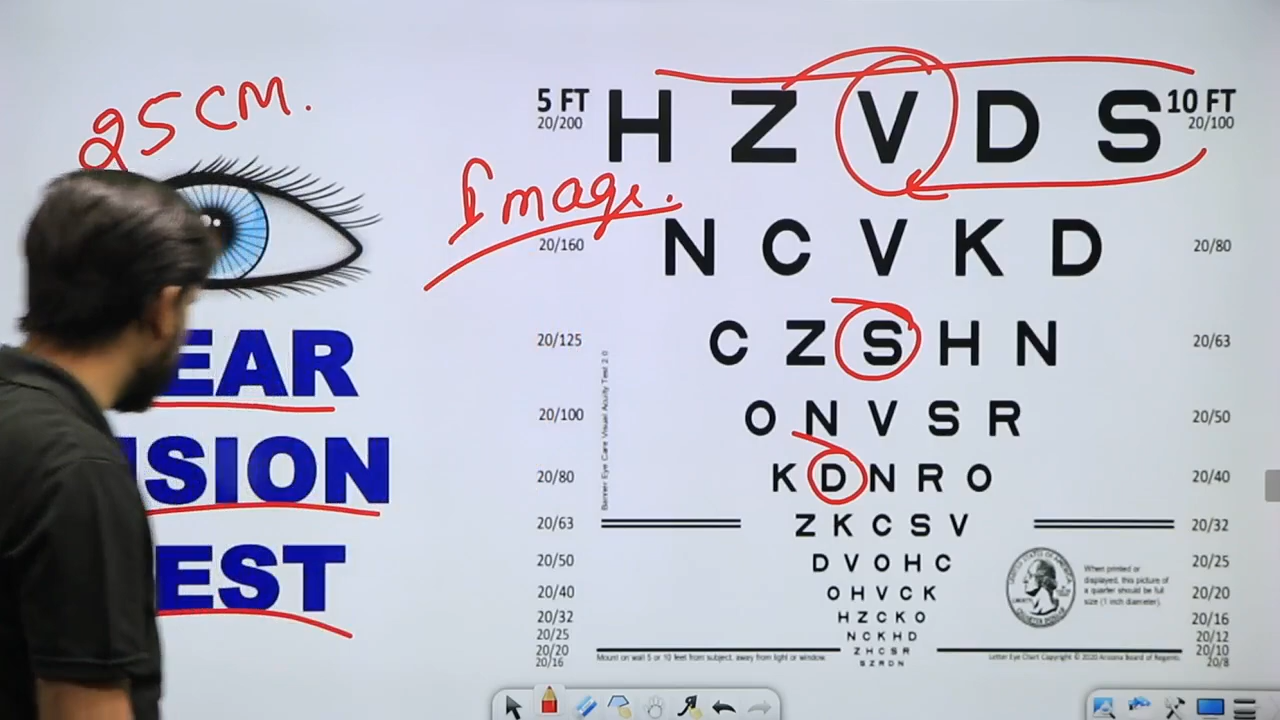 25 CM.
Image.
EAR
ISION
EST
5 FT H Z V D S 10 FT
20/200 20/100
20/160 N C V K D 20/80
20/125 C Z S H N 20/63
20/100 O N V S R 20/50
20/80 K D N R O 20/40
20/63 Z K C S V 20/32
20/50 D V O H C 20/25
20/40 O H V C K 20/20
20/32 H Z C K O 20/16
20/25 N C K H D 20/12
20/20 Z H C S R 20/10
20/16 S Z R D N 20/8
Banner Eye Care Visual Acuity Test 2.0
When printed or
displayed, this picture of
a quarter should be full
size (1 inch diameter).
Mount on wall 5 or 10 feet from subject, away from light or window.
Letter Eye Chart Copyright © 2020 Arizona Board of Regents